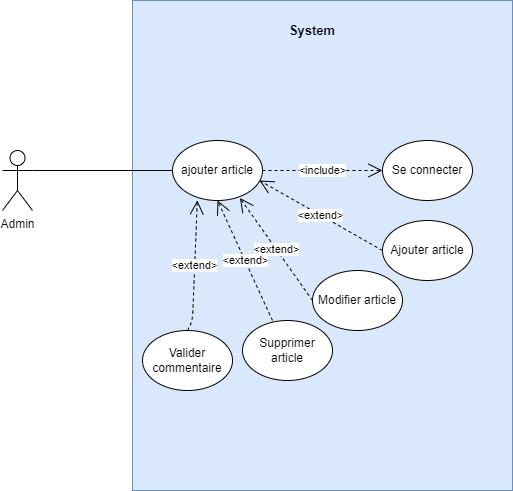 System
ajouter article
<include>
Se connecter
Admin
<extend>
Ajouter article
<extend>
<extend>
<extend>
Modifier article
Supprimer
article
Valider
commentaire